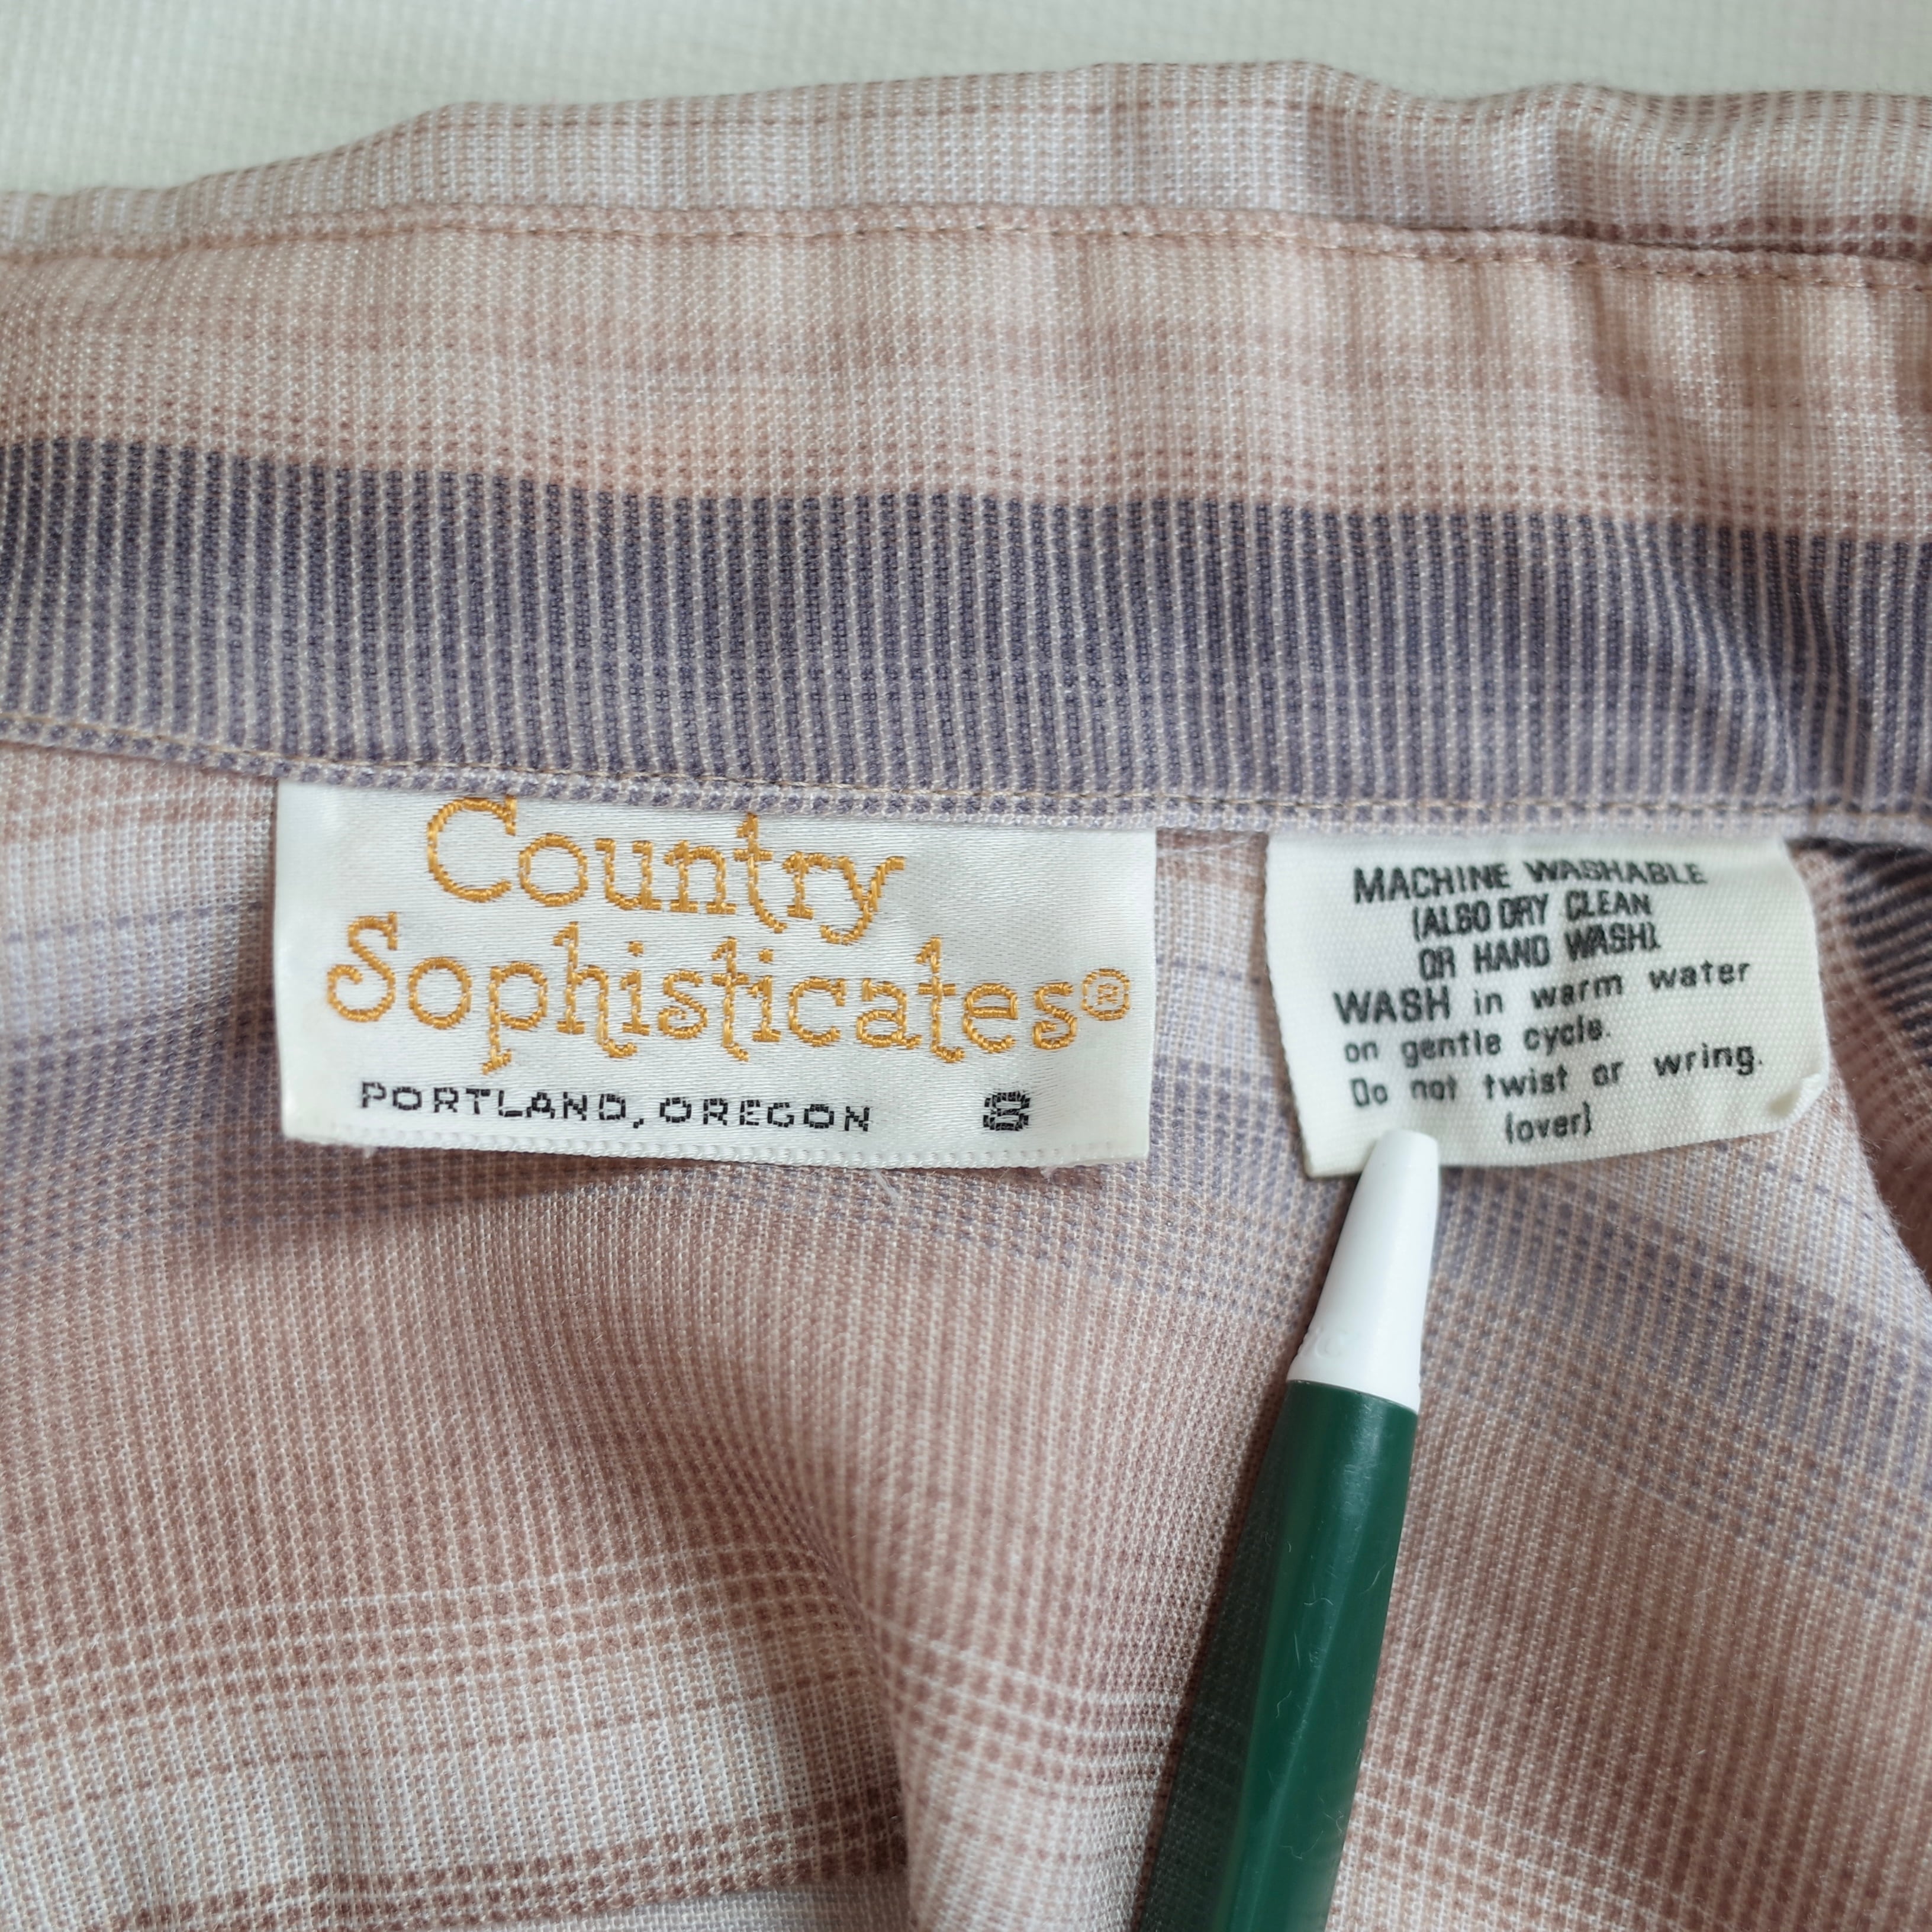 Country
Sophisticates®
PORTLAND, OREGON
MACHINE WASHABLE
(ALSO DRY CLEAN
OR HAND WASH).
WASH in warm water
on gentle cycle.
Do not twist or wring.
(over)